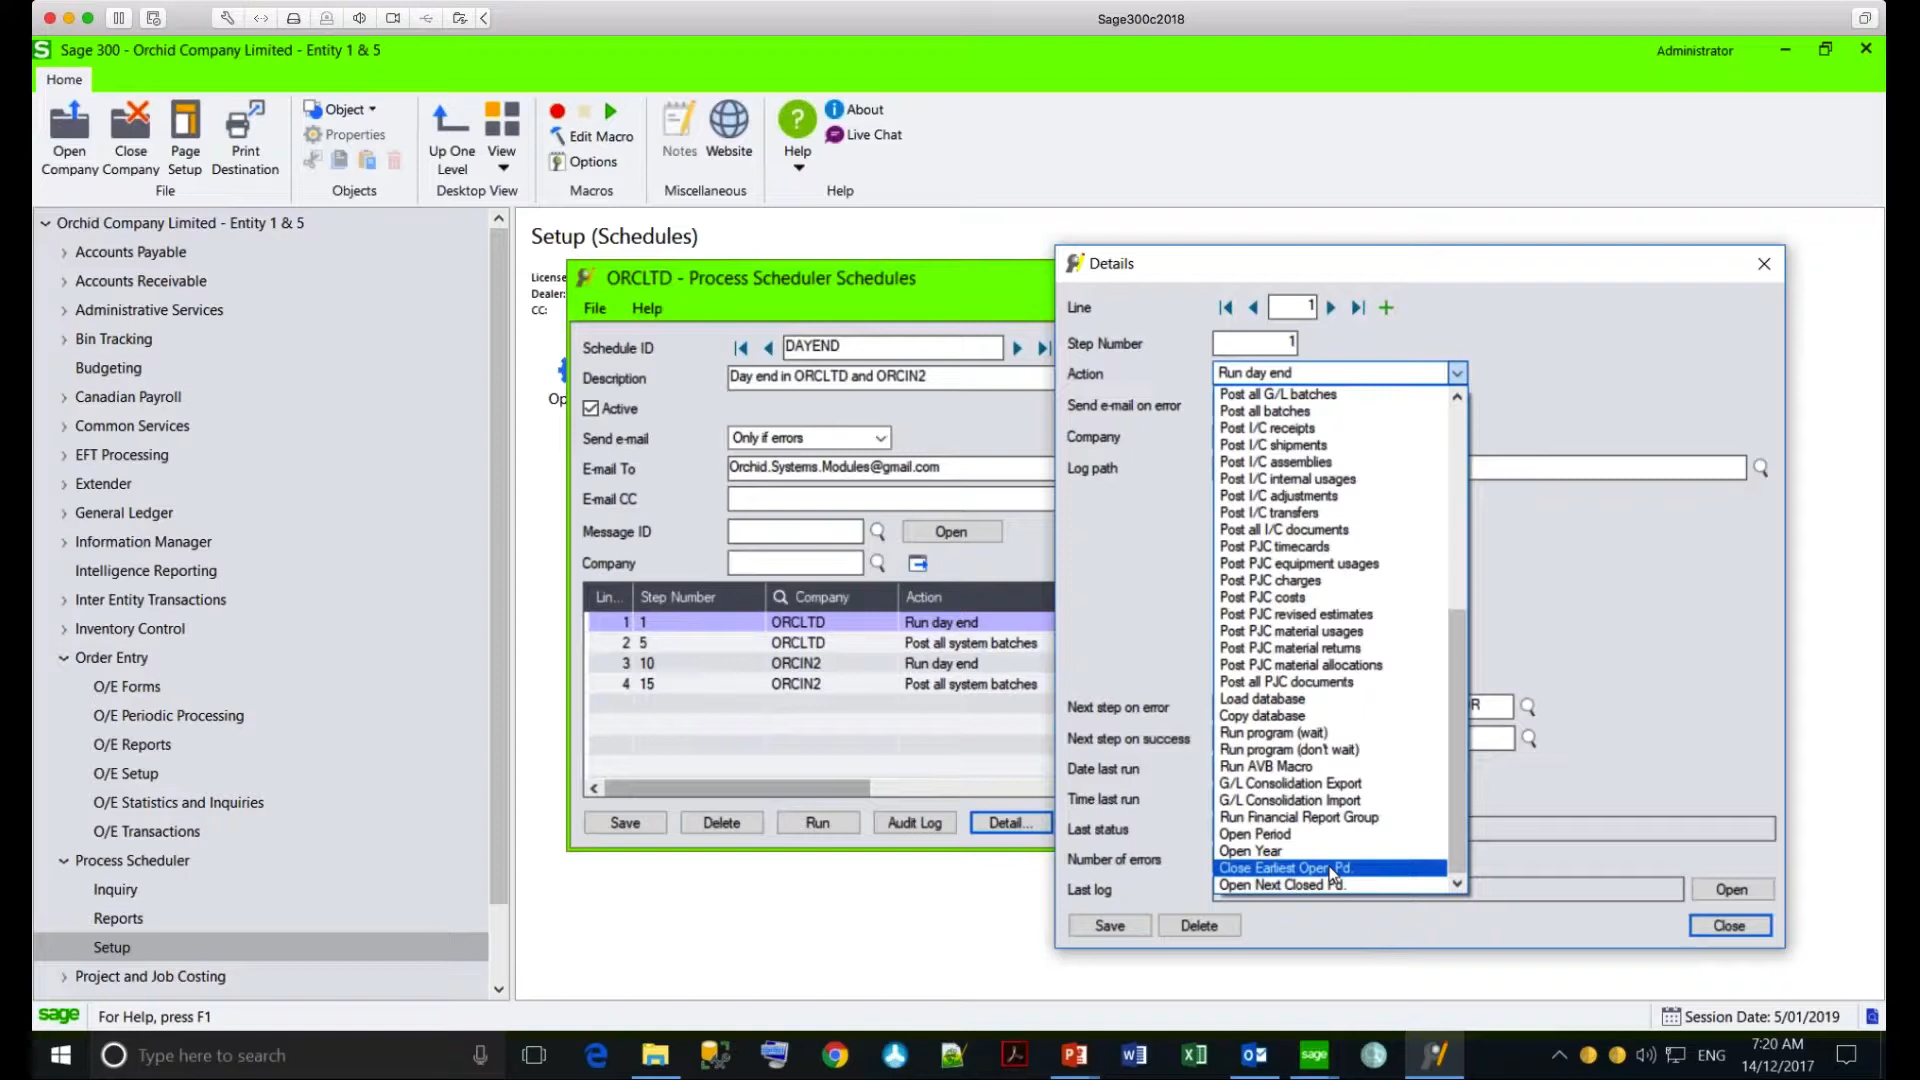 Sage300c2018
Sage 300 - Orchid Company Limited - Entity 1 & 5
Administrator
Home
Open Company
Close Company
Page Setup
Print Destination
File
Object
Properties
Objects
Up One Level
View
Desktop View
Edit Macro
Options
Macros
Notes
Website
Miscellaneous
Help
About
Live Chat
Help
Orchid Company Limited - Entity 1 & 5
Accounts Payable
Accounts Receivable
Administrative Services
Bin Tracking
Budgeting
Canadian Payroll
Common Services
EFT Processing
Extender
General Ledger
Information Manager
Intelligence Reporting
Inter Entity Transactions
Inventory Control
Order Entry
O/E Forms
O/E Periodic Processing
O/E Reports
O/E Setup
O/E Statistics and Inquiries
O/E Transactions
Process Scheduler
Inquiry
Reports
Setup
Project and Job Costing
Setup (Schedules)
License
Dealer:
CC:
Op
ORCLTD - Process Scheduler Schedules
File Help
Schedule ID DAYEND
Description Day end in ORCLTD and ORCIN2
Active
Send e-mail Only if errors
E-mail To Orchid.Systems.Modules@gmail.com
E-mail CC
Message ID Open
Company
Lin... Step Number Company Action
1 1 ORCLTD Run day end
2 5 ORCLTD Post all system batches
3 10 ORCIN2 Run day end
4 15 ORCIN2 Post all system batches
Save Delete Run Audit Log Detail...
Details
Line 1
Step Number 1
Action Run day end
Send e-mail on error
Company
Log path
Post all G/L batches
Post all batches
Post I/C receipts
Post I/C shipments
Post I/C assemblies
Post I/C internal usages
Post I/C adjustments
Post I/C transfers
Post all I/C documents
Post PJC timecards
Post PJC equipment usages
Post PJC charges
Post PJC costs
Post PJC revised estimates
Post PJC material usages
Post PJC material returns
Post PJC material allocations
Post all PJC documents
Load database
Copy database
Run program (wait)
Run program (don't wait)
Run AVB Macro
G/L Consolidation Export
G/L Consolidation Import
Run Financial Report Group
Open Period
Open Year
Close Earliest Open Pd.
Open Next Closed Pd.
Next step on error R
Next step on success
Date last run
Time last run
Last status
Number of errors
Last log Open
Save Delete Close
sage For Help, press F1
Session Date: 5/01/2019
Type here to search
sage
ENG
7:20 AM
14/12/2017